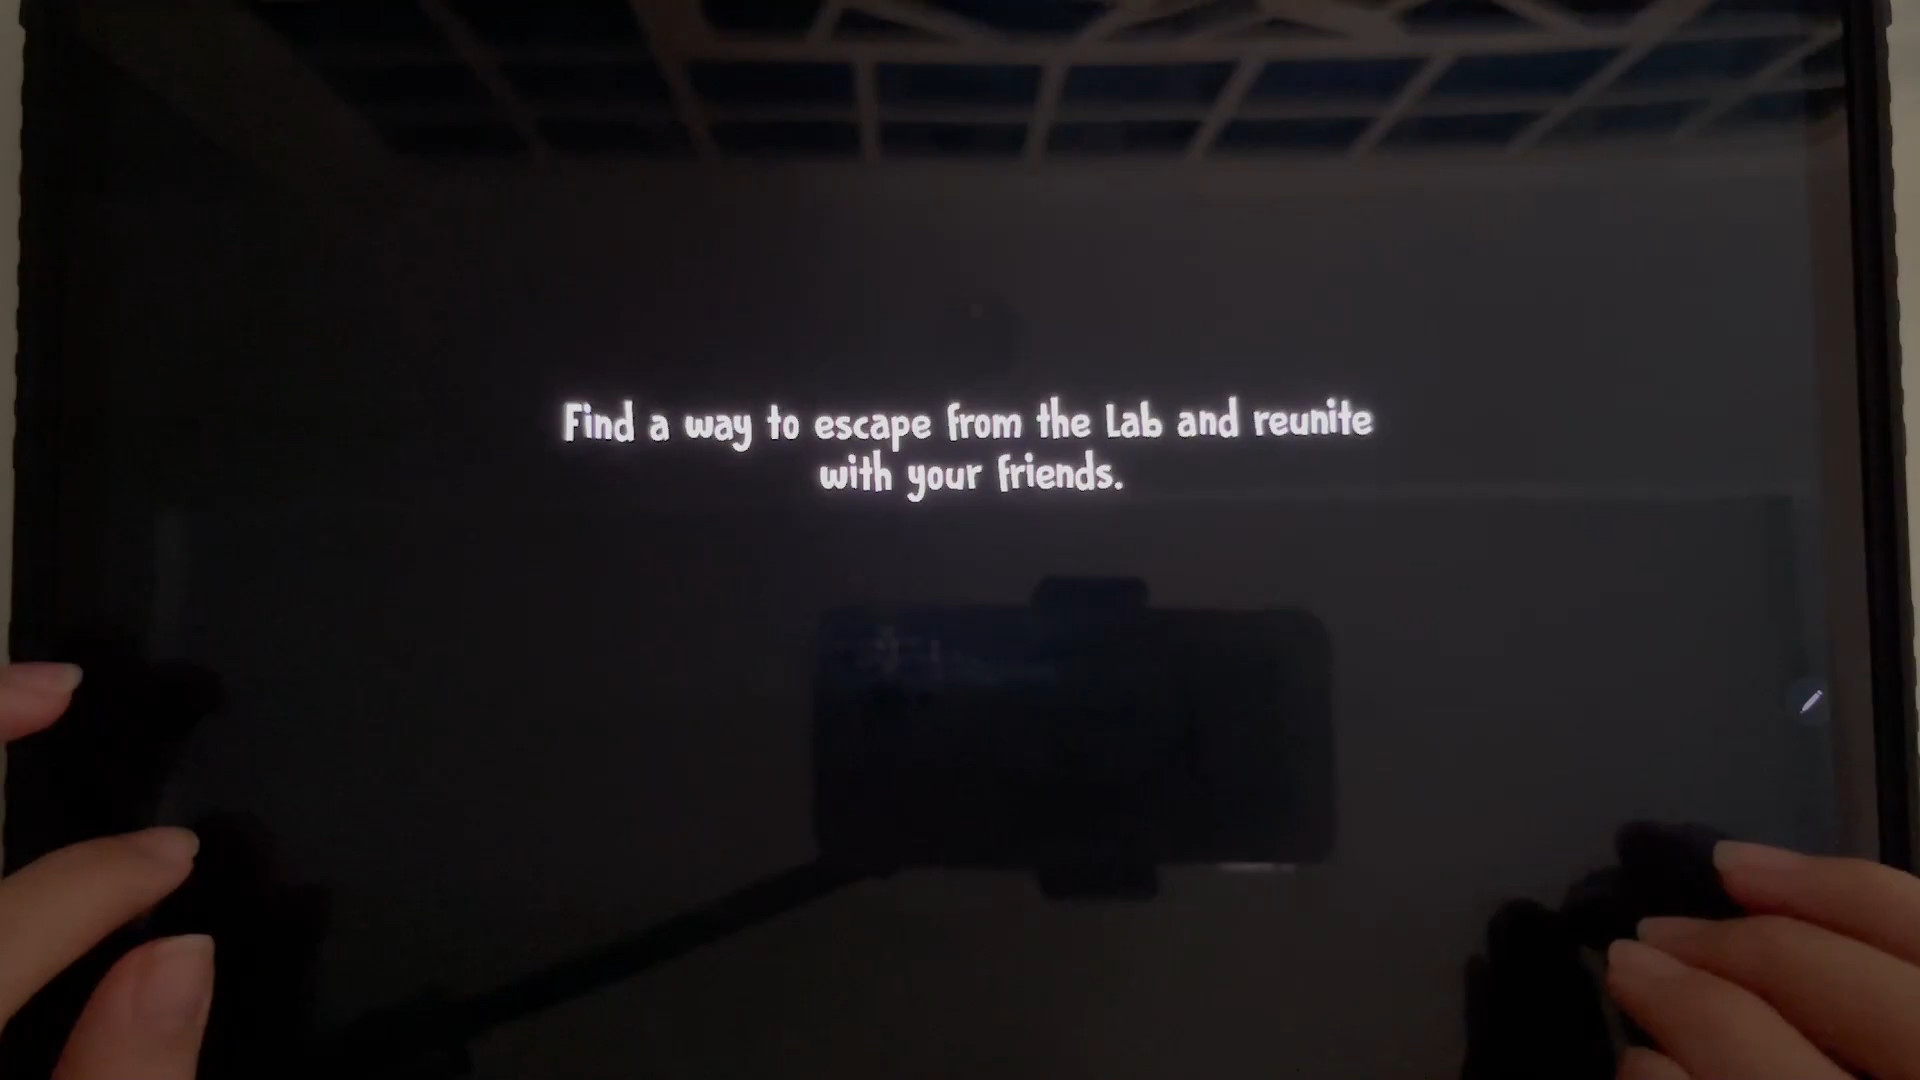 Find a way to escape from the Lab and reunite
with your friends.